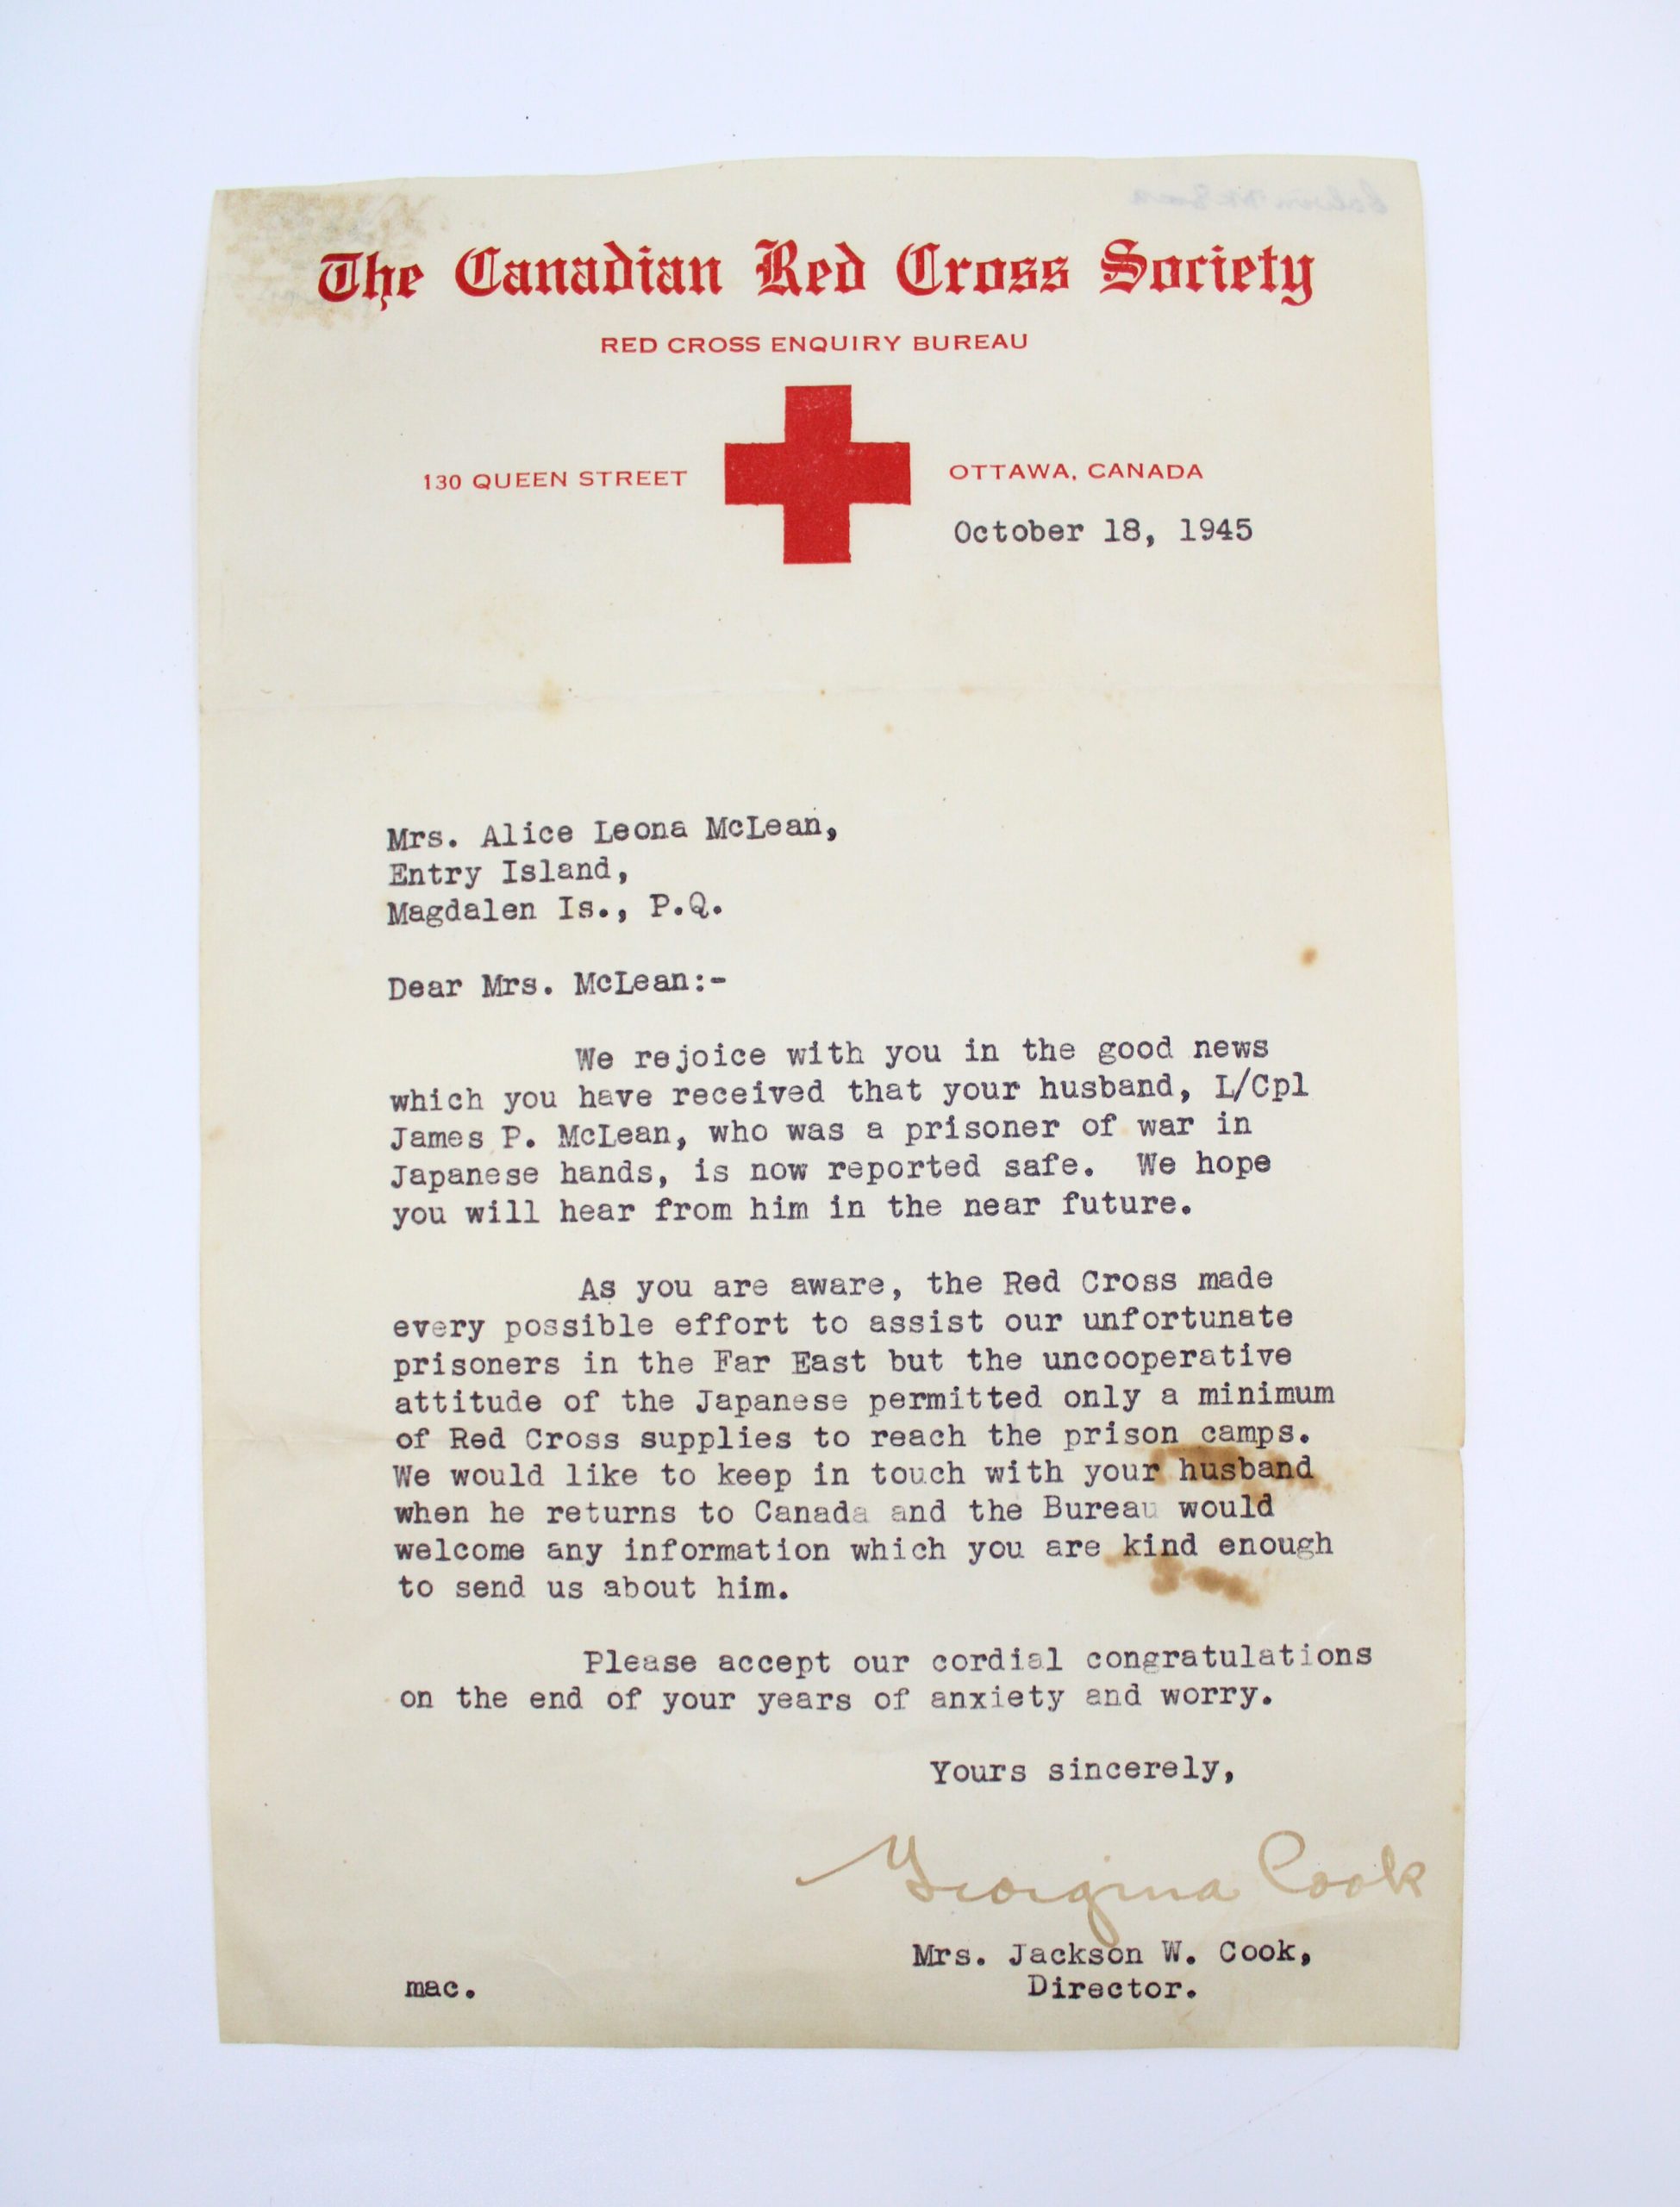 The Canadian Red Cross Society
RED CROSS ENQUIRY BUREAU
130 QUEEN STREET
OTTAWA, CANADA
October 18, 1945
Mrs. Alice Leona McLean,
Entry Island,
Magdalen Is., P.Q.
Dear Mrs. McLean:-
We rejoice with you in the good news
which you have received that your husband, L/Cpl
James P. McLean, who was a prisoner of war in
Japanese hands, is now reported safe. We hope
you will hear from him in the near future.
As you are aware, the Red Cross made
every possible effort to assist our unfortunate
prisoners in the Far East but the uncooperative
attitude of the Japanese permitted only a minimum
of Red Cross supplies to reach the prison camps.
We would like to keep in touch with your husband
when he returns to Canada and the Bureau would
welcome any information which you are kind enough
to send us about him.
Please accept our cordial congratulations
on the end of your years of anxiety and worry.
Yours sincerely,
Georgina Cook
Mrs. Jackson W. Cook,
Director.
mac.